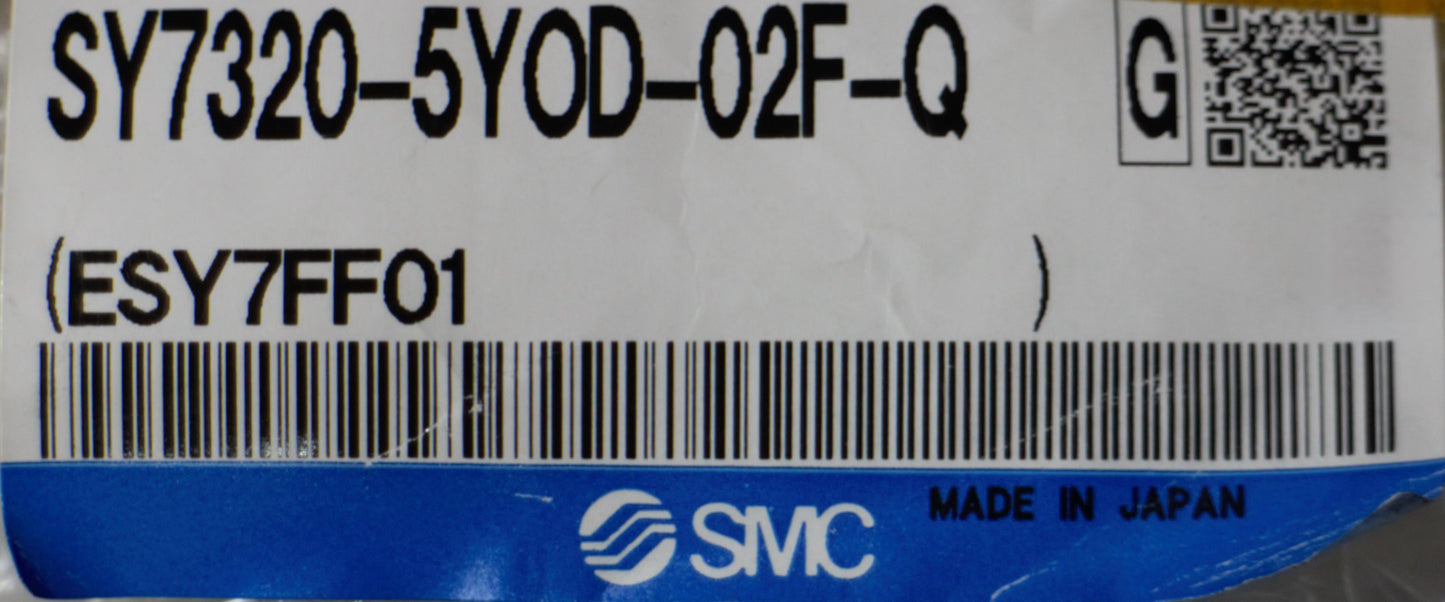 SY7320-5YOD-02F-Q G
(ESY7FF01 )
SMC MADE IN JAPAN